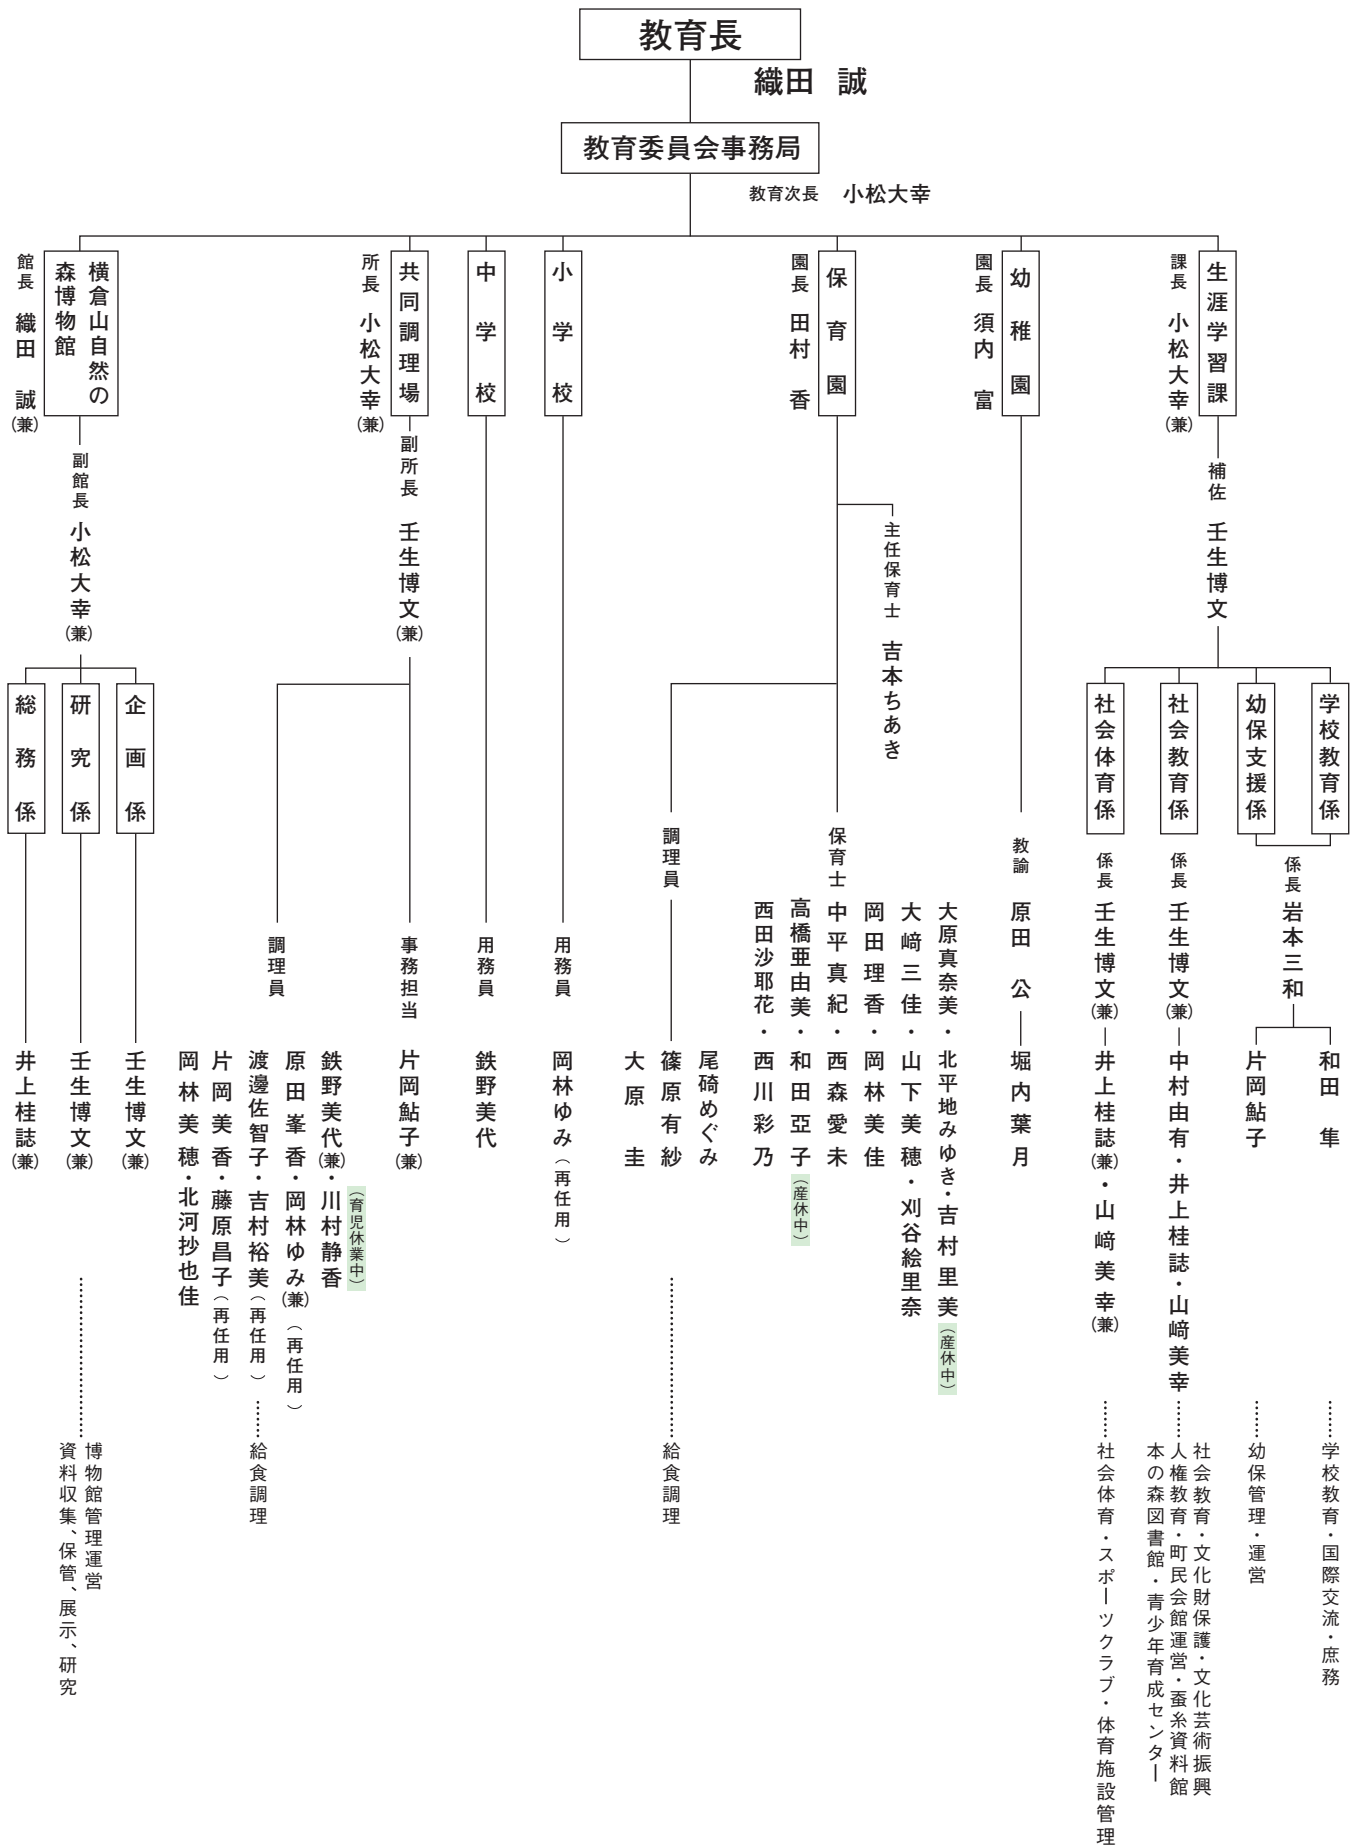 教育長
織田　誠
教育委員会事務局
教育次長　小松大幸
生涯学習課
課長　小松大幸(兼)
補佐　壬生博文
学校教育係
幼保支援係
係長　岩本三和
和田　隼
……学校教育・国際交流・庶務
片岡鮎子
……幼保管理・運営
社会教育係
係長　壬生博文(兼)
中村由有・井上桂誌・山﨑美幸
社会教育・文化財保護・文化芸術振興
……人権教育・町民会館運営・蚕糸資料館
本の森図書館・青少年育成センター
社会体育係
係長　壬生博文(兼)
井上桂誌(兼)・山﨑美幸(兼)
……社会体育・スポーツクラブ・体育施設管理
幼稚園
園長　須内　富
教諭　原田　公
堀内葉月
保育園
園長　田村　香
主任保育士　吉本ちあき
保育士
大原真奈美・北平地みゆき・吉村里美（産休中）
大﨑三佳・山下美穂・刈谷絵里奈
岡田理香・岡林美佳
中平真紀・西森愛未
高橋亜由美・和田亞子（産休中）
西田沙耶花・西川彩乃
調理員
尾碕めぐみ
篠原有紗
大原　圭
……給食調理
小学校
用務員　岡林ゆみ（再任用）
中学校
用務員　鉄野美代
共同調理場
所長　小松大幸(兼)
副所長　壬生博文(兼)
事務担当　片岡鮎子(兼)
調理員
鉄野美代(兼)・川村静香（育児休業中）
原田峯香・岡林ゆみ(兼)（再任用）
渡邊佐智子・吉村裕美（再任用）
片岡美香・藤原昌子（再任用）
岡林美穂・北河抄也佳
……給食調理
横倉山自然の
森博物館
館長　織田　誠(兼)
副館長　小松大幸(兼)
企画係
壬生博文(兼)
研究係
壬生博文(兼)
総務係
井上桂誌(兼)
……博物館管理運営
資料収集、保管、展示、研究